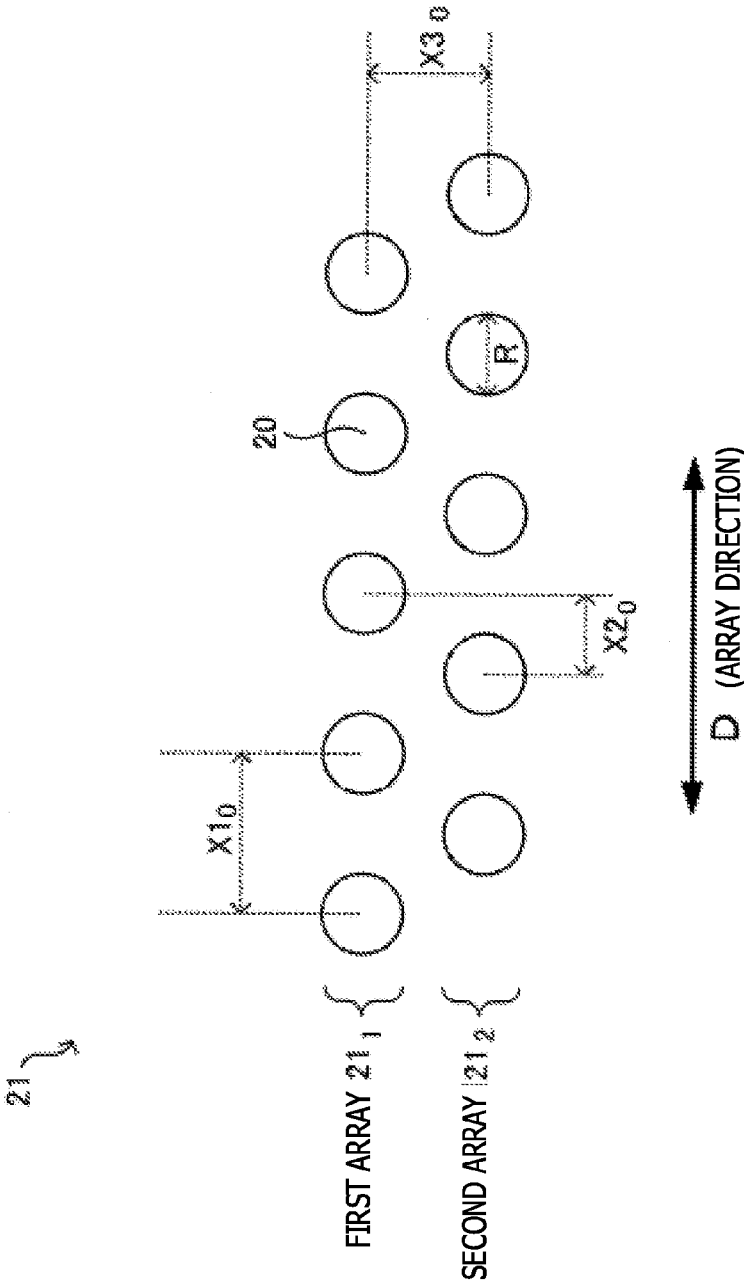 21
FIRST ARRAY 21₁
SECOND ARRAY 21₂
X1₀
X2₀
20
R
X3₀
D (ARRAY DIRECTION)